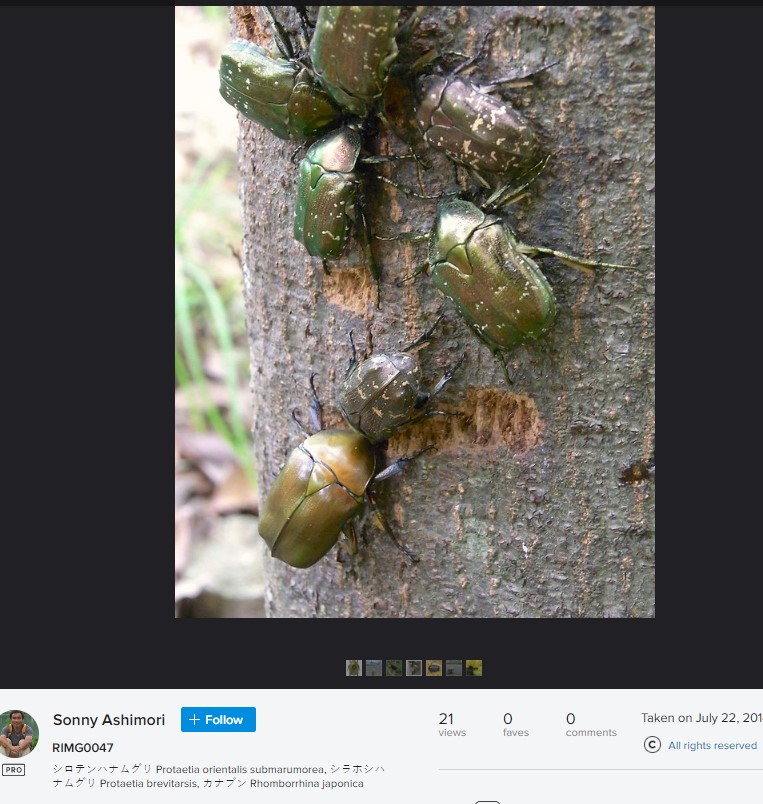 Sonny Ashimori
+ Follow
RIMG0047
PRO
シロテンハナムグリ Protaetia orientalis submarumorea, シラホシハ
ナムグリ Protaetia brevitarsis, カナブン Rhomborrhina japonica
21
views
0
faves
0
comments
Taken on July 22, 201
© All rights reserved